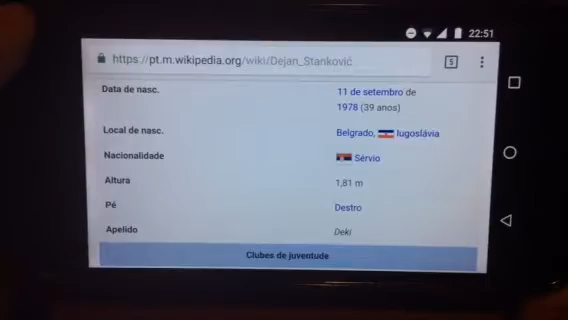 22:51
https://pt.m.wikipedia.org/wiki/Dejan_Stanković
5
Data de nasc.
11 de setembro de
1978 (39 anos)
Local de nasc.
Belgrado, Iugoslávia
Nacionalidade
Sérvio
Altura
1,81 m
Pé
Destro
Apelido
Deki
Clubes de juventude